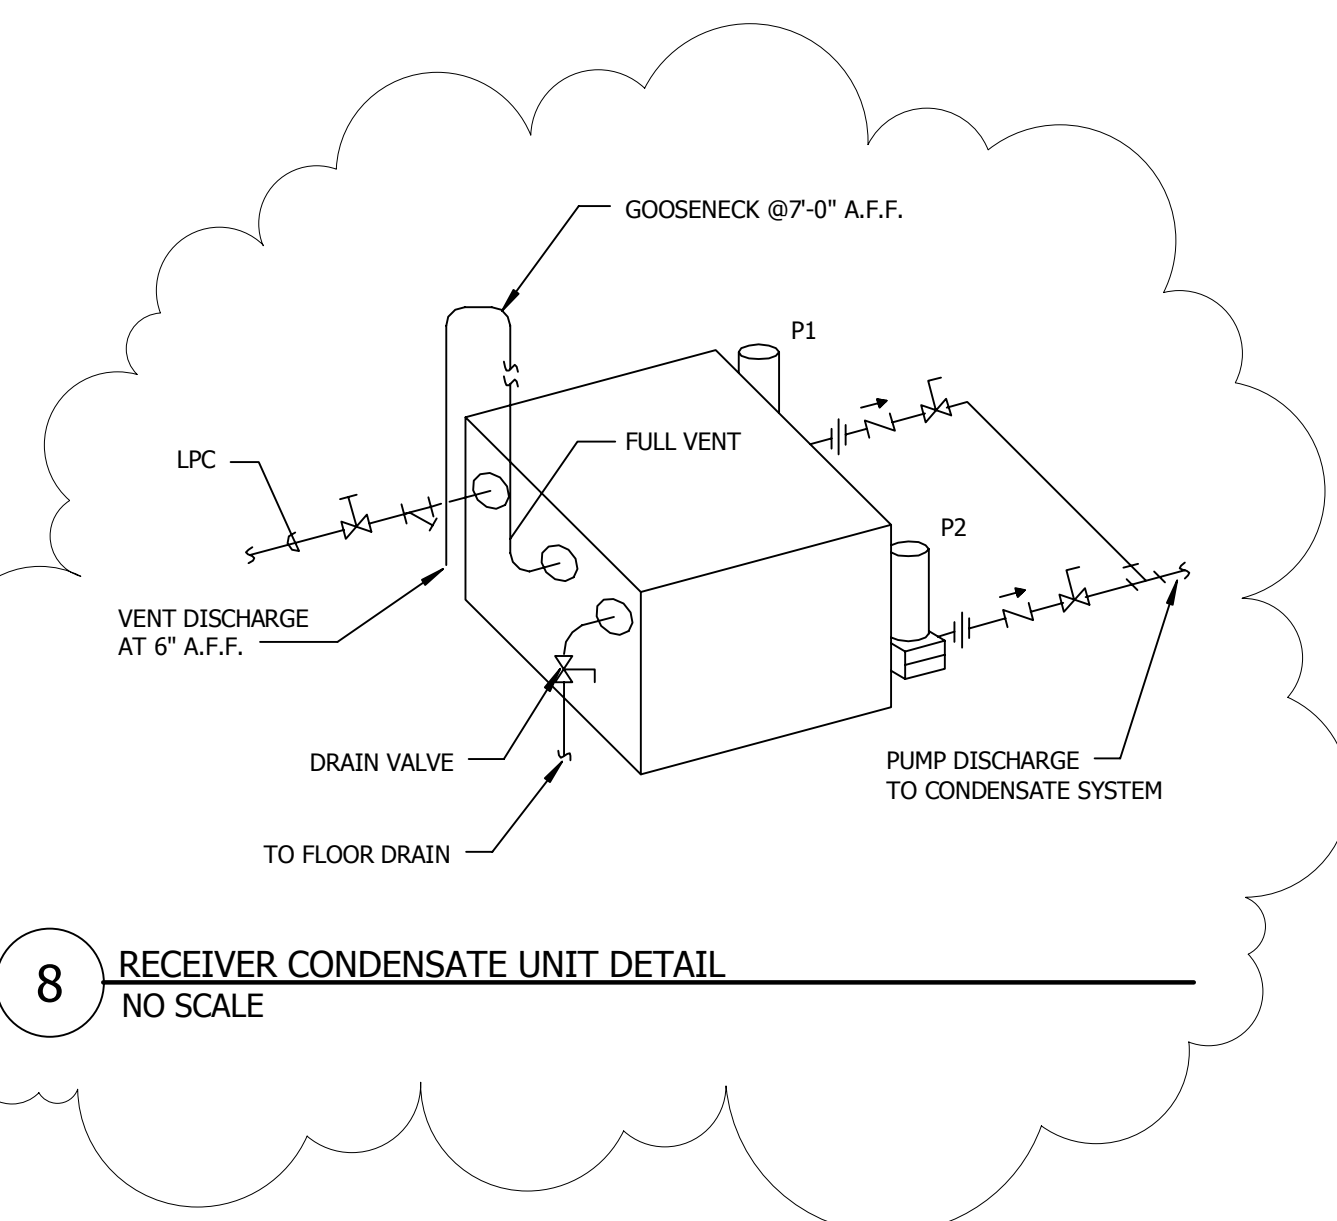 GOOSENECK @7'-0" A.F.F.
P1
FULL VENT
LPC
P2
VENT DISCHARGE
AT 6" A.F.F.
DRAIN VALVE
PUMP DISCHARGE
TO CONDENSATE SYSTEM
TO FLOOR DRAIN
8
RECEIVER CONDENSATE UNIT DETAIL
NO SCALE